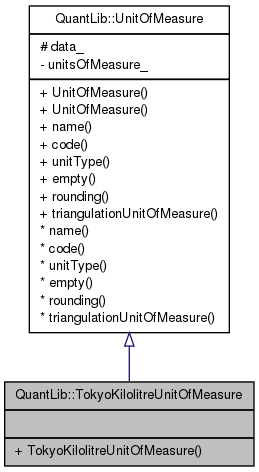 QuantLib::UnitOfMeasure
# data_
- unitsOfMeasure_
+ UnitOfMeasure()
+ UnitOfMeasure()
+ name()
+ code()
+ unitType()
+ empty()
+ rounding()
+ triangulationUnitOfMeasure()
* name()
* code()
* unitType()
* empty()
* rounding()
* triangulationUnitOfMeasure()
QuantLib::TokyoKilolitreUnitOfMeasure
+ TokyoKilolitreUnitOfMeasure()